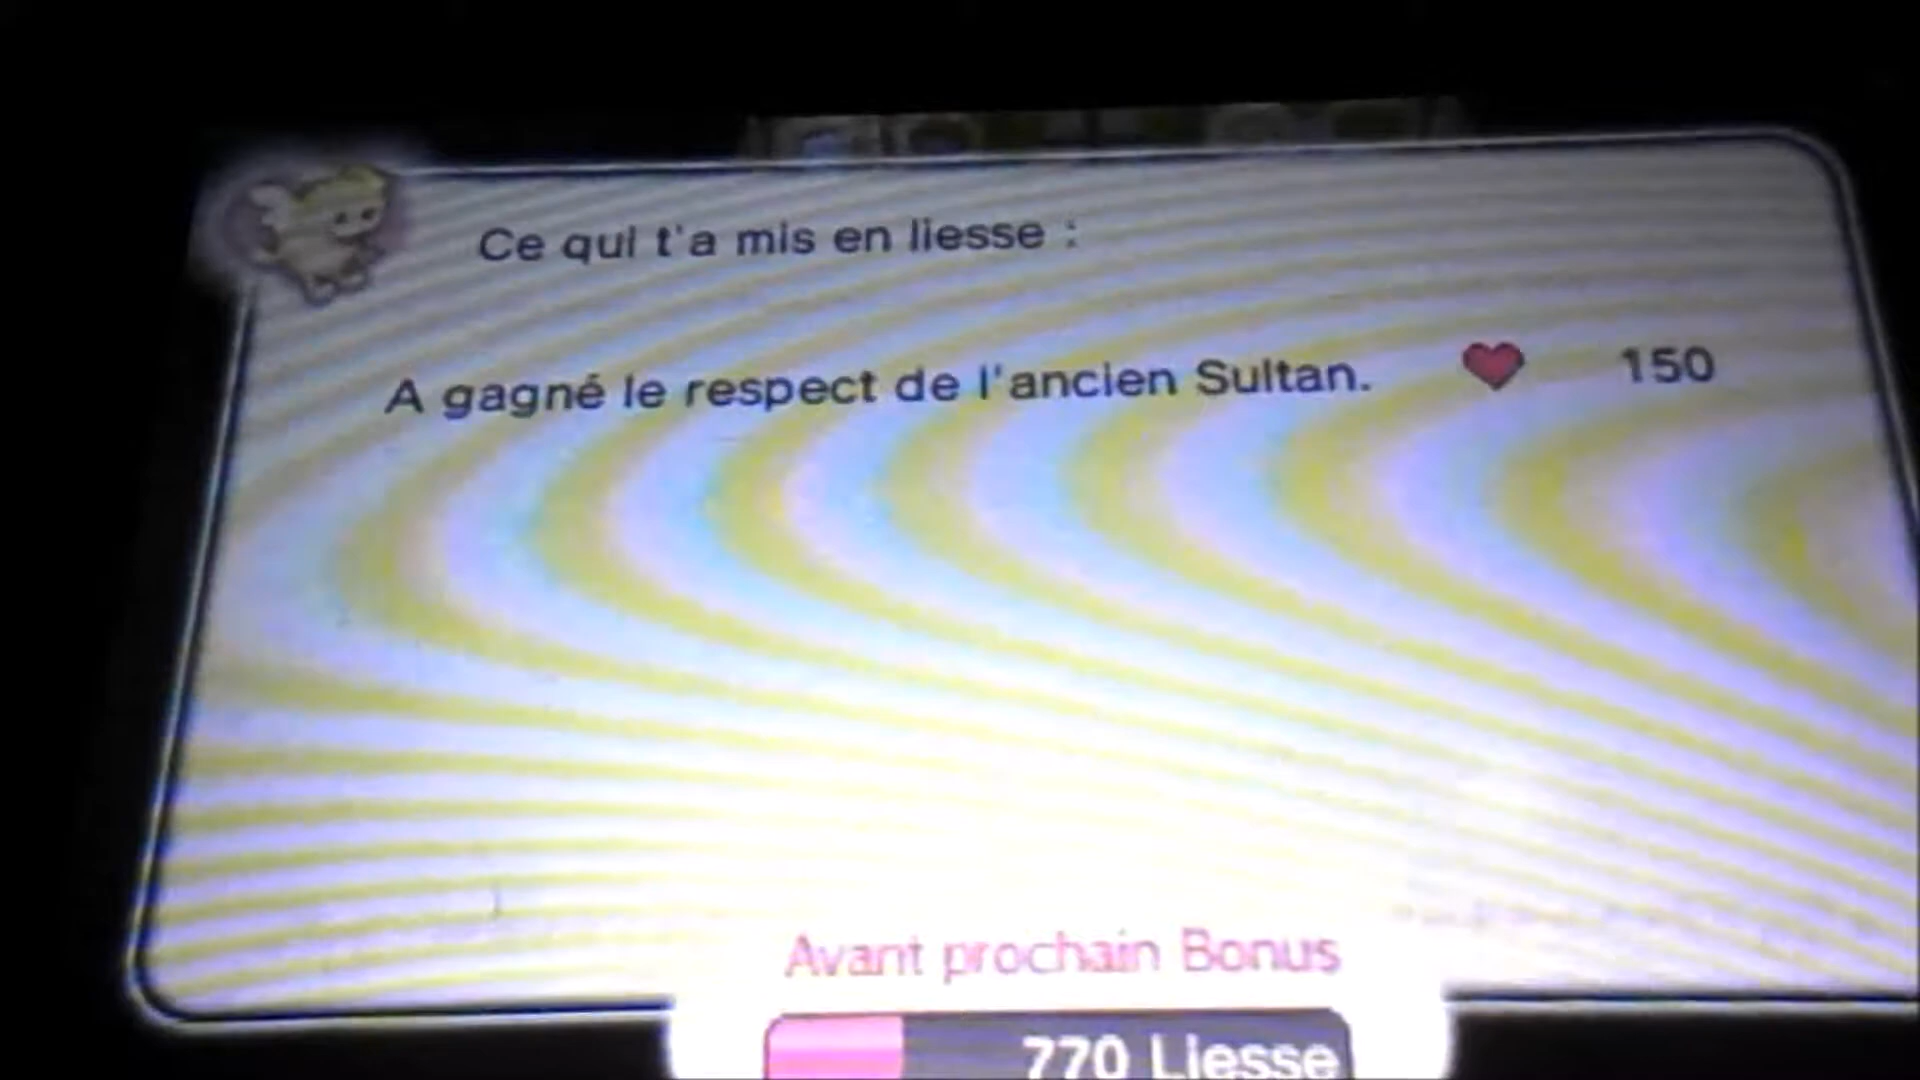 Ce qui t'a mis en liesse :
A gagné le respect de l'ancien Sultan. 150
Avant prochain Bonus
770 Liesse